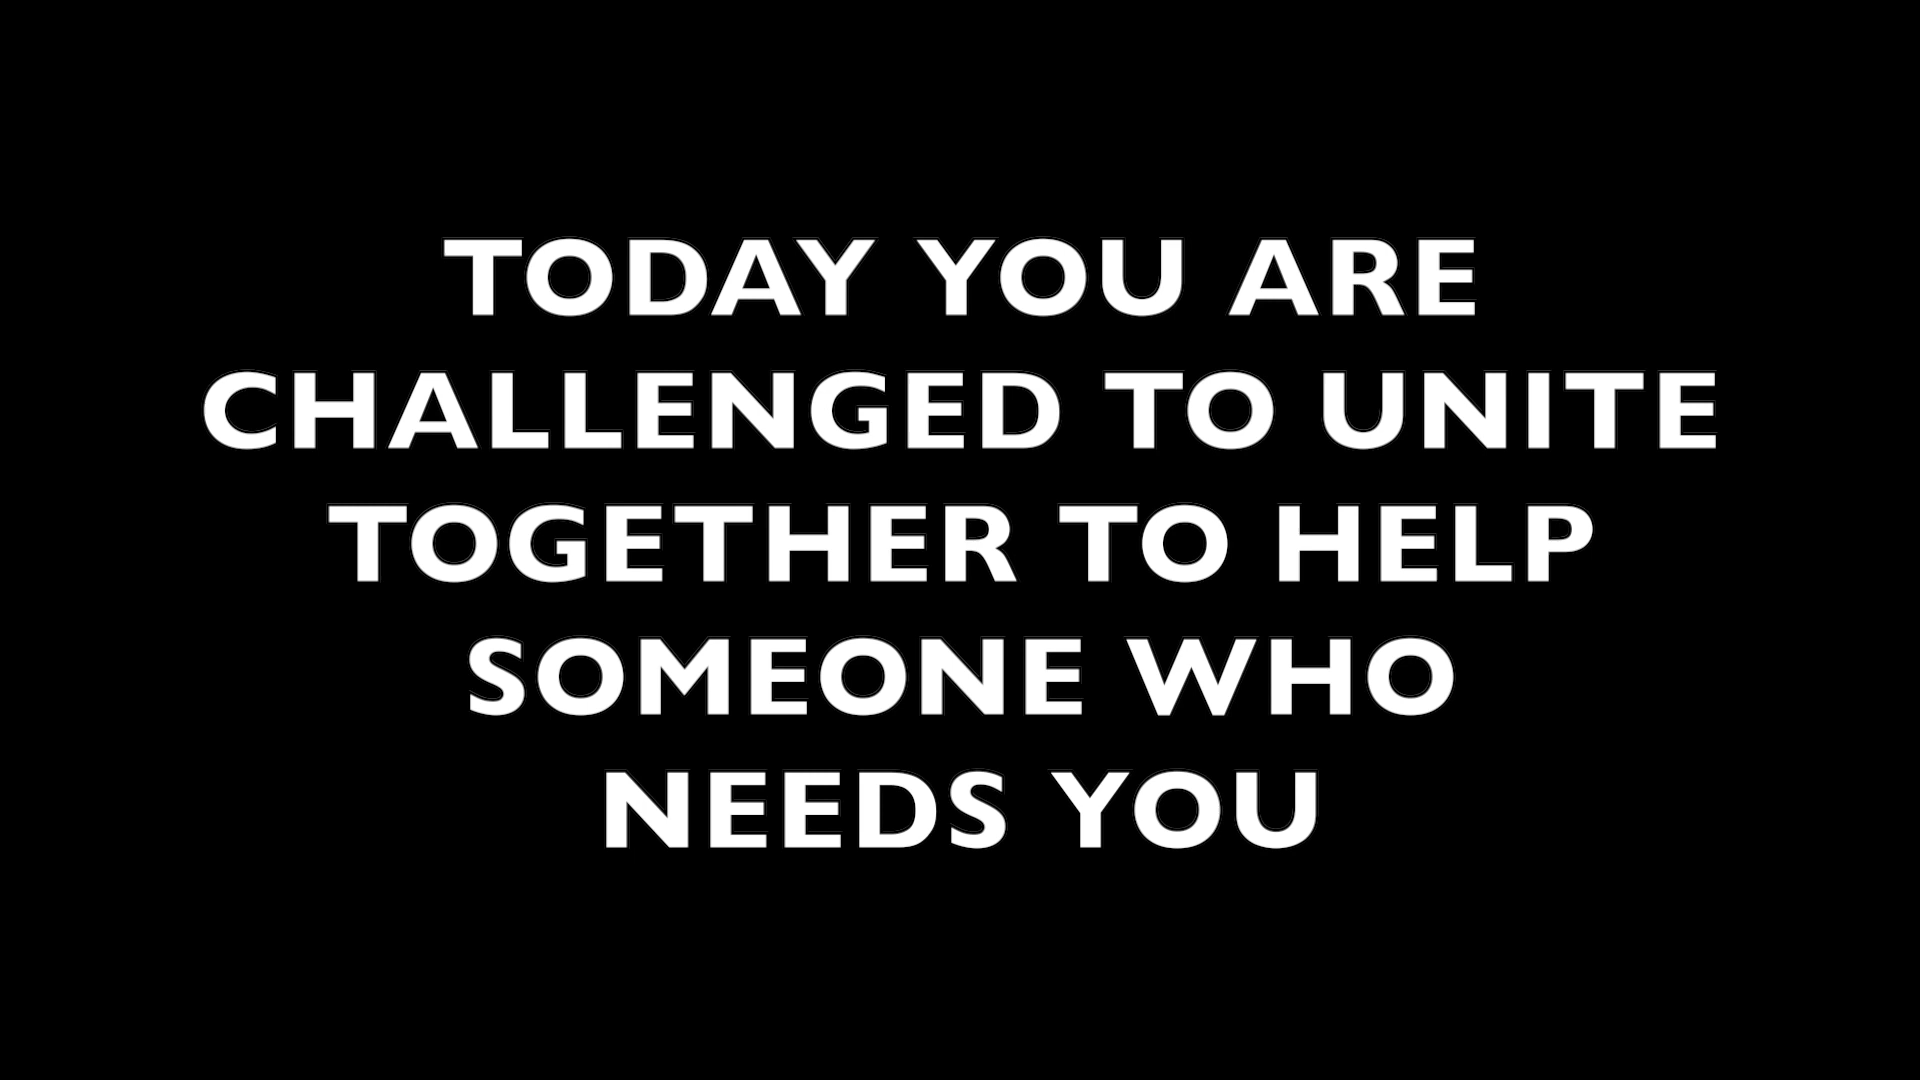 TODAY YOU ARE
CHALLENGED TO UNITE
TOGETHER TO HELP
SOMEONE WHO
NEEDS YOU